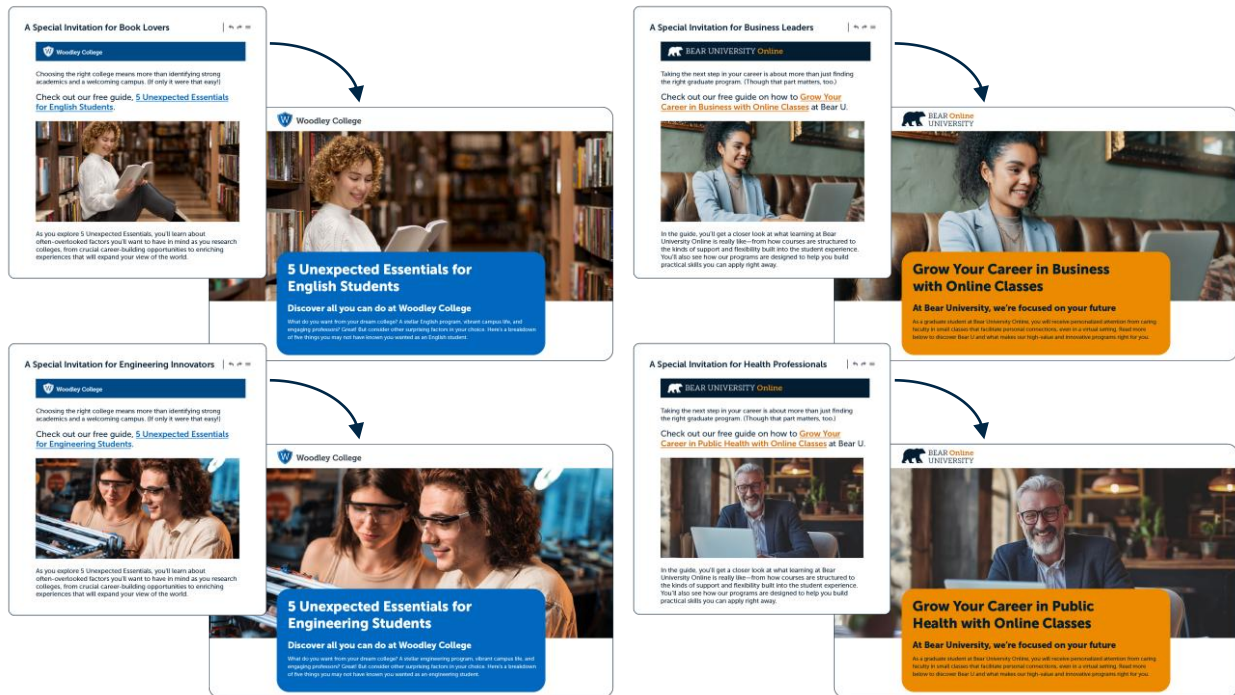 A Special Invitation for Book Lovers
Woodley College
Choosing the right college means more than identifying strong
academics and a welcoming campus. (If only it were that easy!)
Check out our free guide, 5 Unexpected Essentials
for English Students.
As you explore 5 Unexpected Essentials, you'll learn about
often-overlooked factors you'll want to have in mind as you research
colleges, from crucial career-building opportunities to enriching
experiences that will expand your view of the world.
Woodley College
5 Unexpected Essentials for
English Students
Discover all you can do at Woodley College
What do you want from your dream college? A stellar English program, vibrant campus life, and
engaging professors? Great! But consider other surprising factors in your choice. Here's a breakdown
of five things you may not have known you wanted as an English student.
A Special Invitation for Business Leaders
BEAR UNIVERSITY Online
Taking the next step in your career is about more than just finding
the right graduate program. (Though that part matters, too.)
Check out our free guide on how to Grow Your
Career in Business with Online Classes at Bear U.
In the guide, you'll get a closer look at what learning at Bear
University Online is really like—from how courses are structured to
the kinds of support and flexibility built into the student experience.
You'll also see how our programs are designed to help you build
practical skills you can apply right away.
BEAR Online
UNIVERSITY
Grow Your Career in Business
with Online Classes
At Bear University, we're focused on your future
As a graduate student at Bear University Online, you will receive personalized attention from caring
faculty in small classes that facilitate personal connections, even in a virtual setting. Read more
below to discover Bear U and what makes our high-value and innovative programs right for you.
A Special Invitation for Engineering Innovators
Woodley College
Choosing the right college means more than identifying strong
academics and a welcoming campus. (If only it were that easy!)
Check out our free guide, 5 Unexpected Essentials
for Engineering Students.
As you explore 5 Unexpected Essentials, you'll learn about
often-overlooked factors you'll want to have in mind as you research
colleges, from crucial career-building opportunities to enriching
experiences that will expand your view of the world.
Woodley College
5 Unexpected Essentials for
Engineering Students
Discover all you can do at Woodley College
What do you want from your dream college? A stellar engineering program, vibrant campus life, and
engaging professors? Great! But consider other surprising factors in your choice. Here's a breakdown
of five things you may not have known you wanted as an engineering student.
A Special Invitation for Health Professionals
BEAR UNIVERSITY Online
Taking the next step in your career is about more than just finding
the right graduate program. (Though that part matters, too.)
Check out our free guide on how to Grow Your
Career in Public Health with Online Classes at Bear U.
In the guide, you'll get a closer look at what learning at Bear
University Online is really like—from how courses are structured to
the kinds of support and flexibility built into the student experience.
You'll also see how our programs are designed to help you build
practical skills you can apply right away.
BEAR Online
UNIVERSITY
Grow Your Career in Public
Health with Online Classes
At Bear University, we're focused on your future
As a graduate student at Bear University Online, you will receive personalized attention from caring
faculty in small classes that facilitate personal connections, even in a virtual setting. Read more
below to discover Bear U and what makes our high-value and innovative programs right for you.